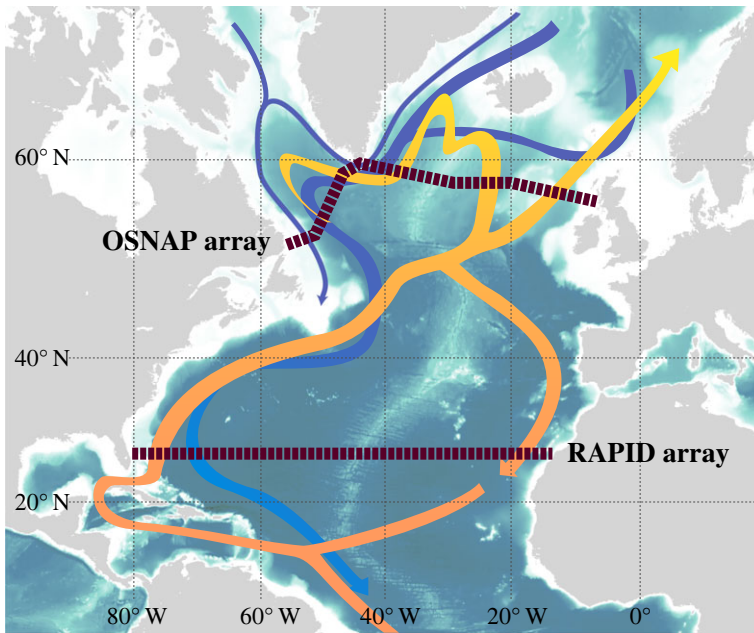 60° N
OSNAP array
40° N
RAPID array
20° N
80° W
60° W
40° W
20° W
0°